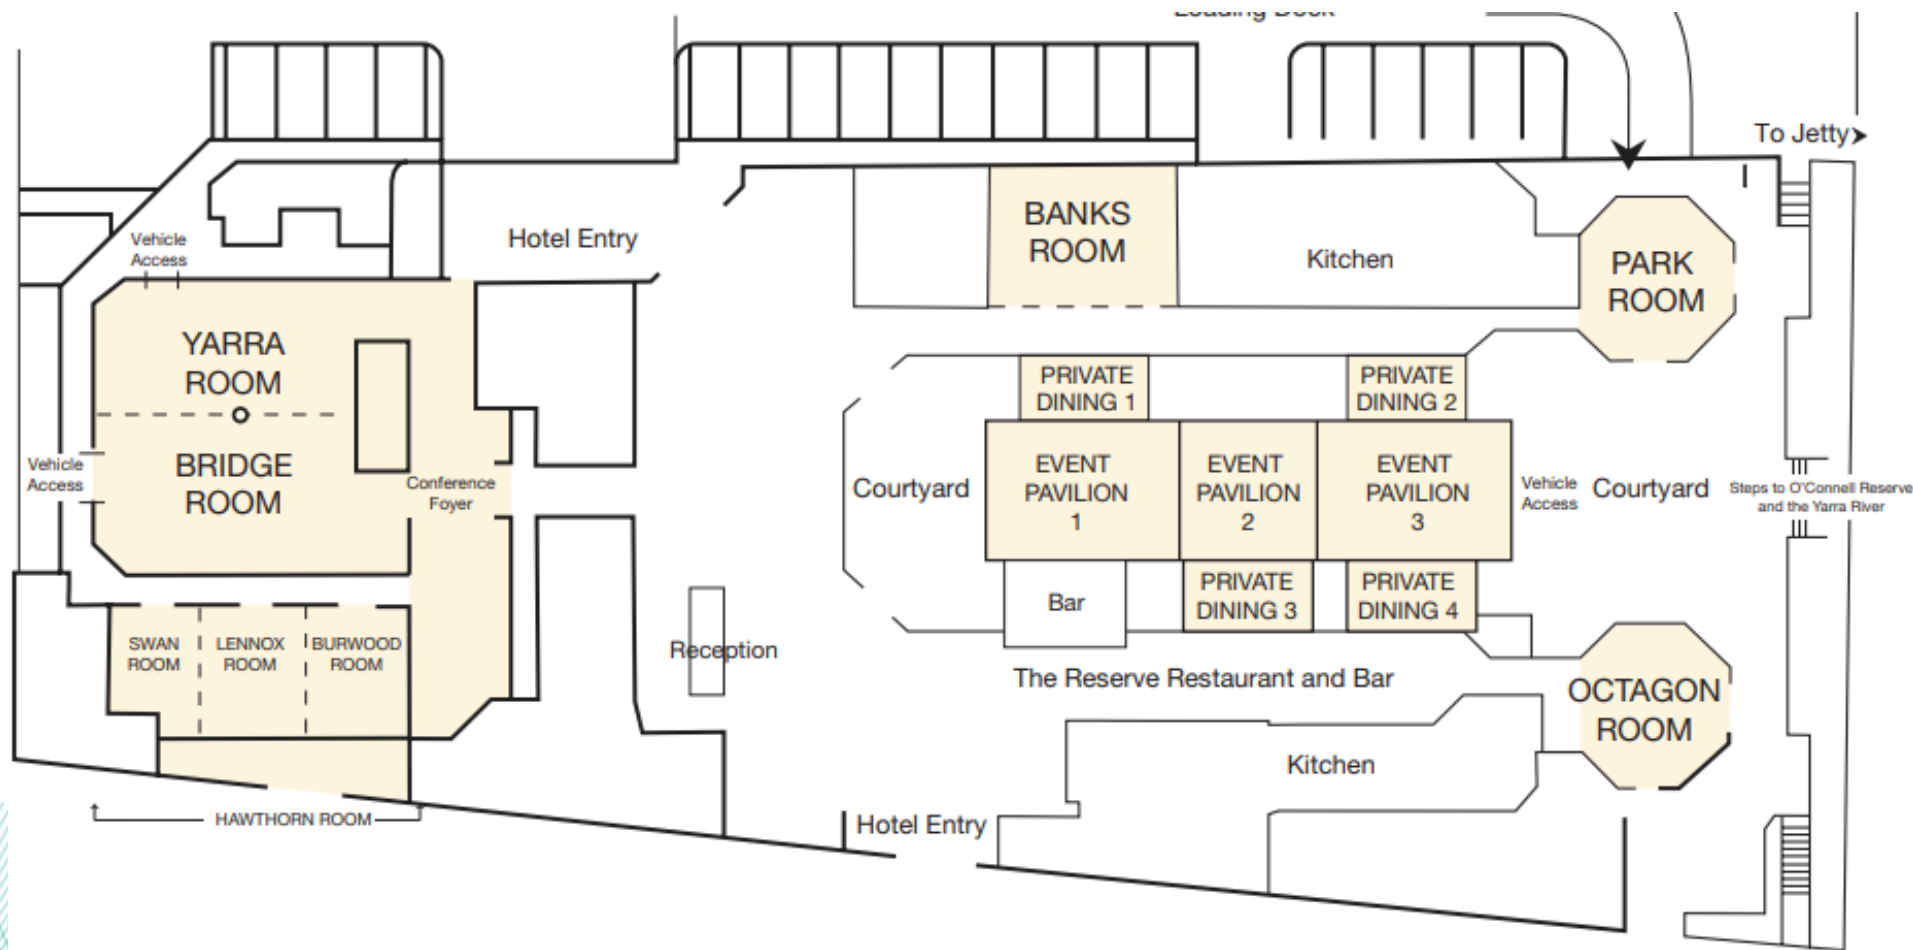 Loading Dock
To Jetty
Vehicle
Access
Hotel Entry
BANKS
ROOM
Kitchen
PARK
ROOM
YARRA
ROOM
BRIDGE
ROOM
Vehicle
Access
Conference
Foyer
PRIVATE
DINING 1
PRIVATE
DINING 2
Courtyard
EVENT
PAVILION
1
EVENT
PAVILION
2
EVENT
PAVILION
3
Vehicle
Access
Courtyard
Steps to O'Connell Reserve
and the Yarra River
Bar
PRIVATE
DINING 3
PRIVATE
DINING 4
SWAN
ROOM
LENNOX
ROOM
BURWOOD
ROOM
Reception
The Reserve Restaurant and Bar
OCTAGON
ROOM
Kitchen
HAWTHORN ROOM
Hotel Entry